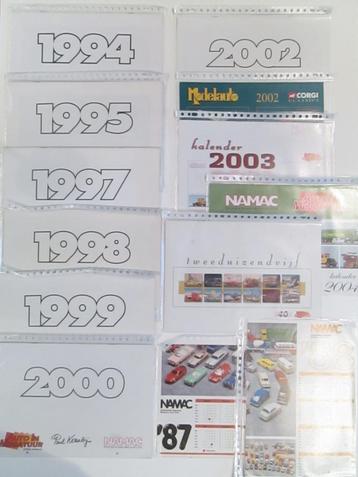 1994
1995
1997
1998
1999
2000
AUTO IN
MINIATUUR
NAMAC
2002
Modelauto 2002 CORGI
CLASSICS
kalender
2003
NAMAC
kalender
2004
tweeduizendvijf
NAMAC
'87
NAMAC